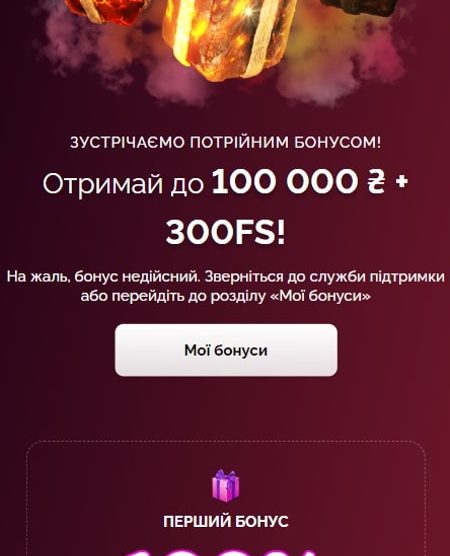 ЗУСТРІЧАЄМО ПОТРІЙНИМ БОНУСОМ!
Отримай до 100 000 ₴ +
300FS!
На жаль, бонус недійсний. Зверніться до служби підтримки
або перейдіть до розділу «Мої бонуси»
Мої бонуси
ПЕРШИЙ БОНУС